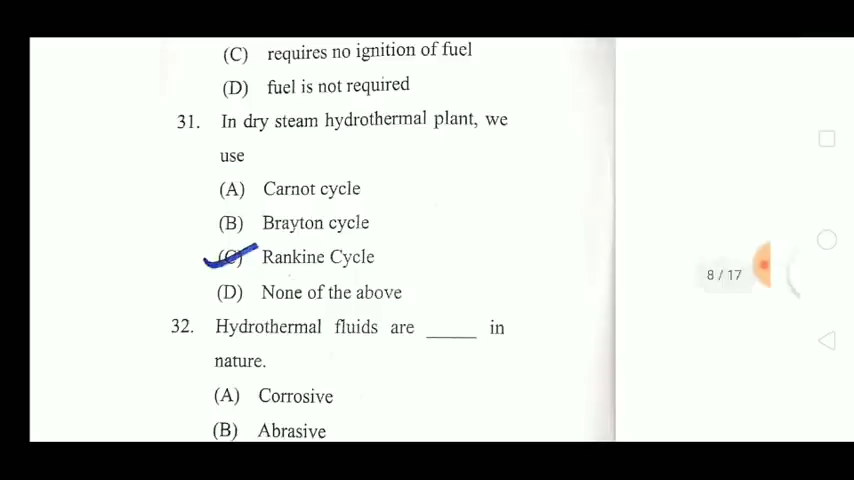 (C) requires no ignition of fuel
(D) fuel is not required
31. In dry steam hydrothermal plant, we
use
(A) Carnot cycle
(B) Brayton cycle
(C) Rankine Cycle
(D) None of the above
32. Hydrothermal fluids are _____ in
nature.
(A) Corrosive
(B) Abrasive
8 / 17